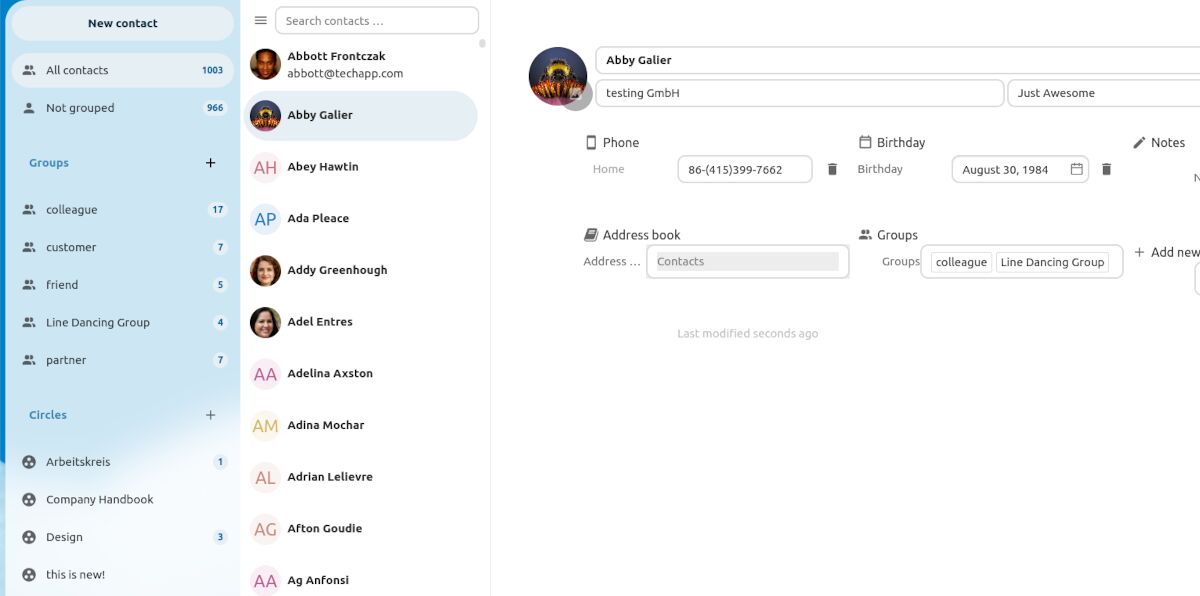 New contact
All contacts 1003
Not grouped 966
Groups
colleague 17
customer 7
friend 5
Line Dancing Group 4
partner 7
Circles
Arbeitskreis 1
Company Handbook
Design 3
this is new!
Search contacts …
Abbott Frontczak
abbott@techapp.com
Abby Galier
AH Abey Hawtin
AP Ada Pleace
Addy Greenhough
Adel Entres
AA Adelina Axston
AM Adina Mochar
AL Adrian Lelievre
AG Afton Goudie
AA Ag Anfonsi
Abby Galier
testing GmbH Just Awesome
Phone
Home 86-(415)399-7662
Birthday
Birthday August 30, 1984
Notes
N
Address book
Address … Contacts
Groups
Groups colleague Line Dancing Group
+ Add new
Last modified seconds ago